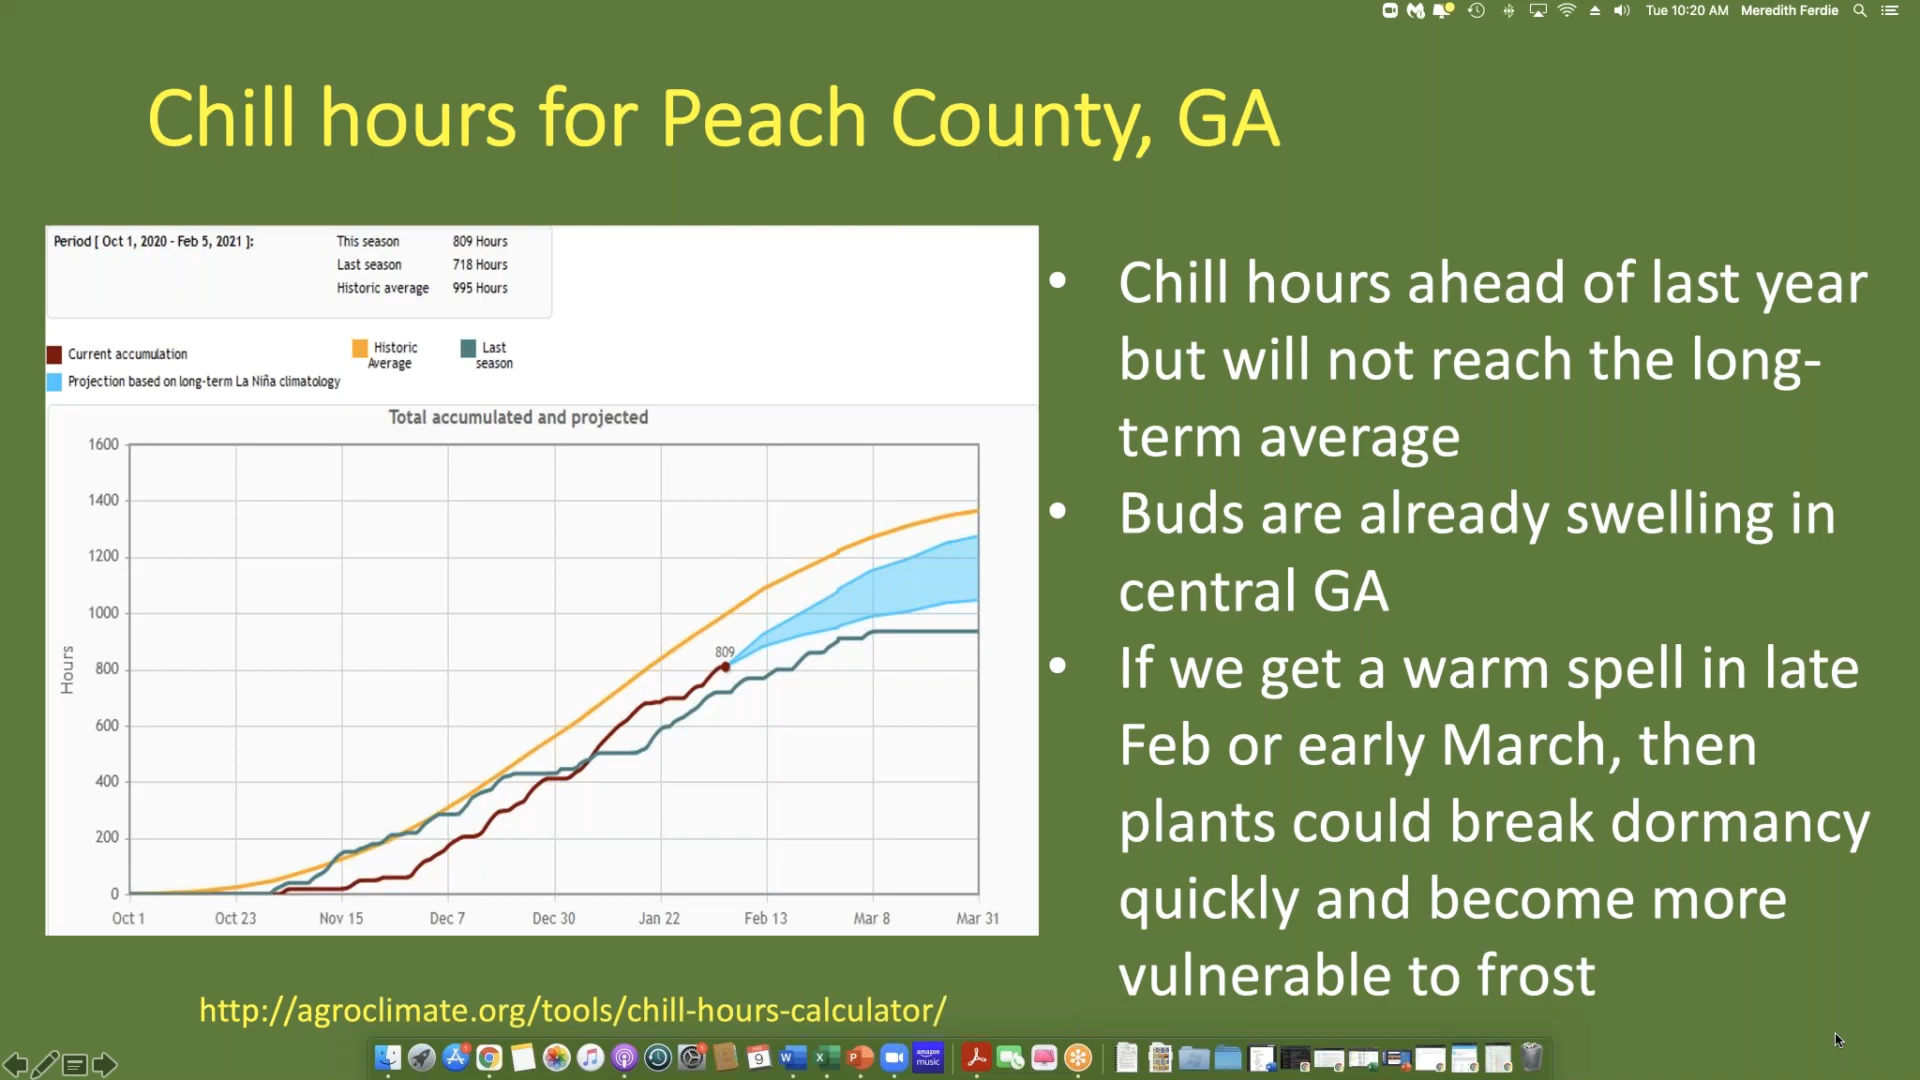 Tue 10:20 AM Meredith Ferdie
Chill hours for Peach County, GA
Period [ Oct 1, 2020 - Feb 5, 2021 ]: This season 809 Hours
Last season 718 Hours
Historic average 995 Hours
Current accumulation
Historic
Average
Last
season
Projection based on long-term La Niña climatology
Total accumulated and projected
1600
1400
1200
1000
800
600
400
200
0
Hours
809
Oct 1 Oct 23 Nov 15 Dec 7 Dec 30 Jan 22 Feb 13 Mar 8 Mar 31
http://agroclimate.org/tools/chill-hours-calculator/
• Chill hours ahead of last year
but will not reach the long-
term average
• Buds are already swelling in
central GA
• If we get a warm spell in late
Feb or early March, then
plants could break dormancy
quickly and become more
vulnerable to frost
9
W
X
P
amazon
music